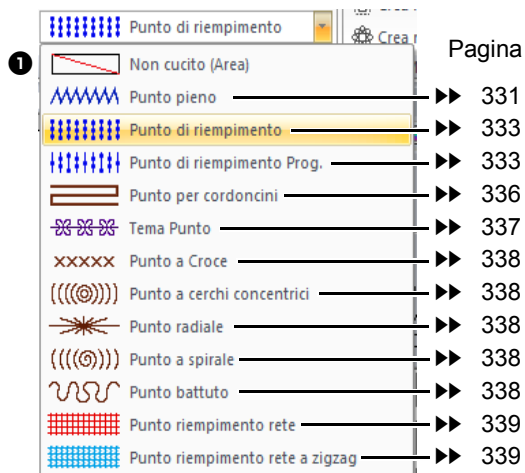 Punto di riempimento
Crea r
Pagina
❶ Non cucito (Area)
Punto pieno ▶▶ 331
Punto di riempimento ▶▶ 333
Punto di riempimento Prog. ▶▶ 333
Punto per cordoncini ▶▶ 336
Tema Punto ▶▶ 337
Punto a Croce ▶▶ 338
Punto a cerchi concentrici ▶▶ 338
Punto radiale ▶▶ 338
Punto a spirale ▶▶ 338
Punto battuto ▶▶ 338
Punto riempimento rete ▶▶ 339
Punto riempimento rete a zigzag ▶▶ 339